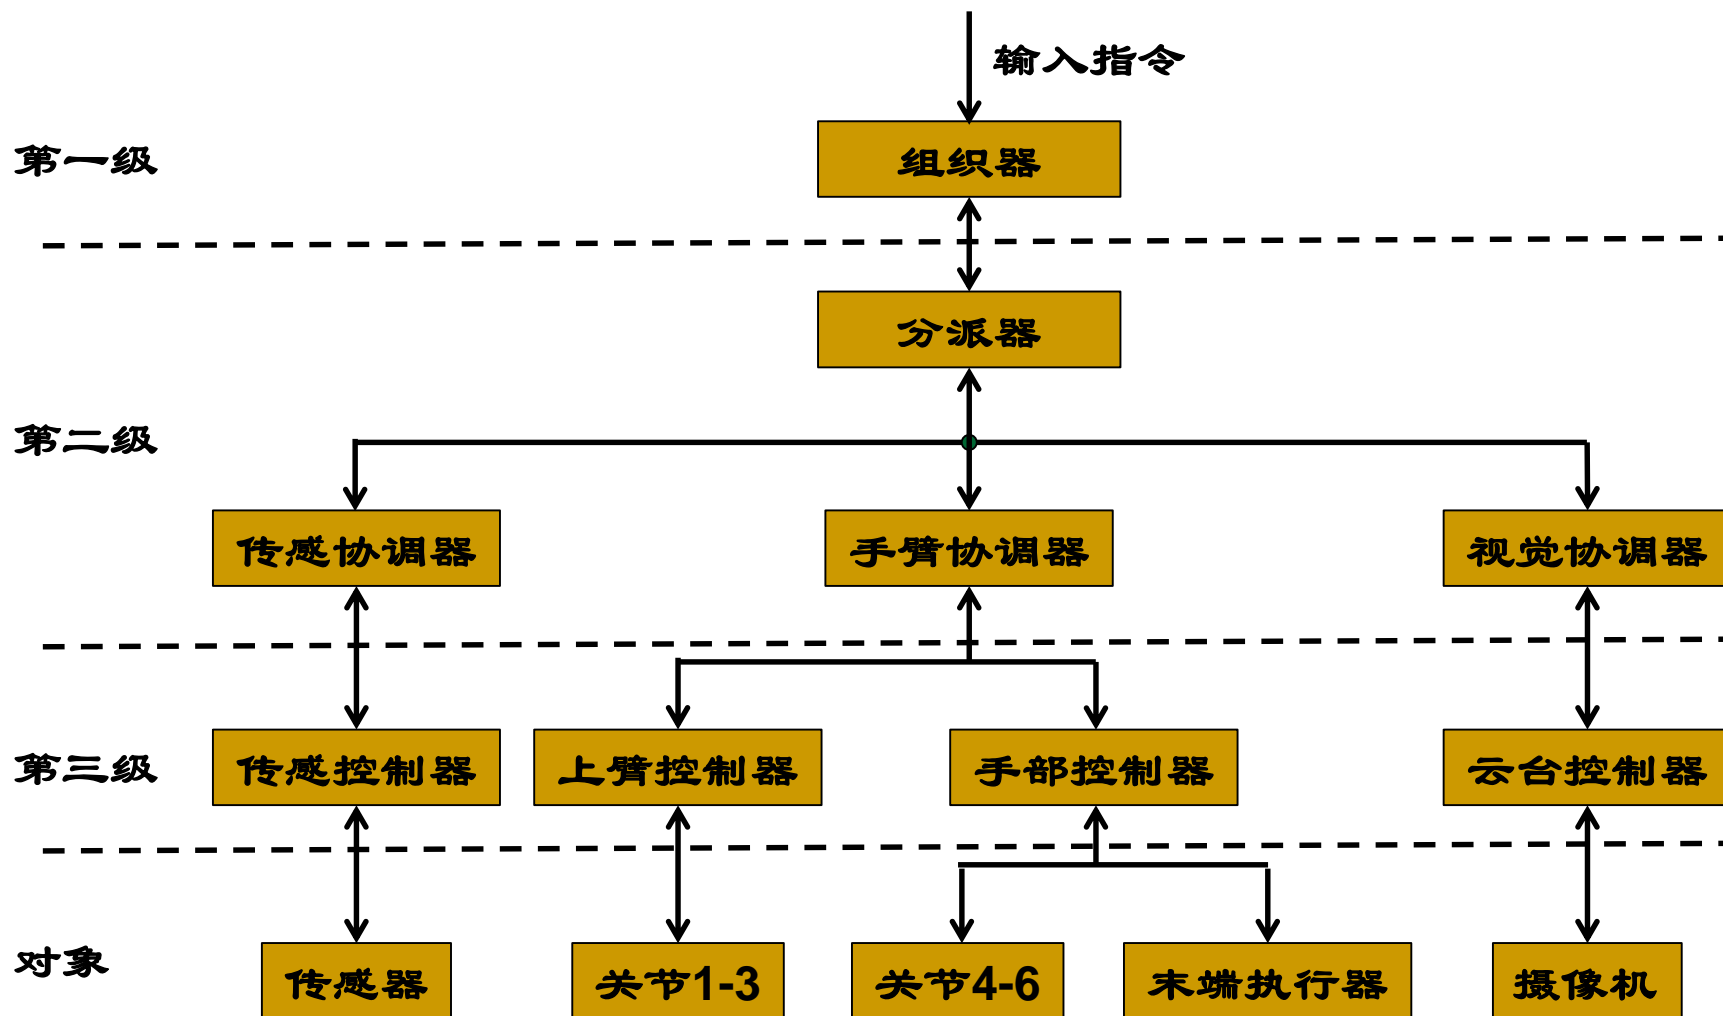 输入指令
第一级
组织器
分派器
第二级
传感协调器
手臂协调器
视觉协调器
第三级
传感控制器
上臂控制器
手部控制器
云台控制器
对象
传感器
关节1-3
关节4-6
末端执行器
摄像机